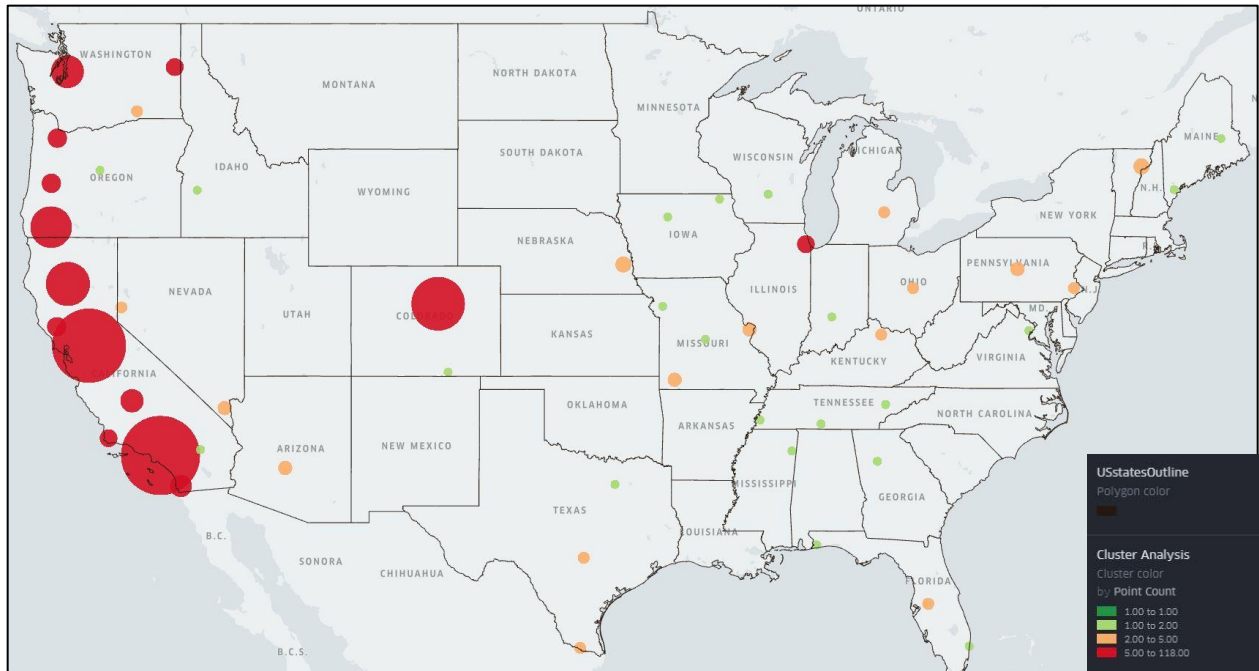 ONTARIO
WASHINGTON
MONTANA
NORTH DAKOTA
MINNESOTA
MAINE
SOUTH DAKOTA
WISCONSIN
MICHIGAN
OREGON
IDAHO
WYOMING
N.H.
NEW YORK
IOWA
NEBRASKA
PENNSYLVANIA
OHIO
ILLINOIS
N.J.
NEVADA
UTAH
COLORADO
KANSAS
MISSOURI
MD.
KENTUCKY
VIRGINIA
CALIFORNIA
OKLAHOMA
TENNESSEE
NORTH CAROLINA
ARKANSAS
ARIZONA
NEW MEXICO
MISSISSIPPI
GEORGIA
TEXAS
LOUISIANA
B.C.
SONORA
CHIHUAHUA
FLORIDA
B.C.S.
USstatesOutline
Polygon color
Cluster Analysis
Cluster color
by Point Count
1.00 to 1.00
1.00 to 2.00
2.00 to 5.00
5.00 to 118.00